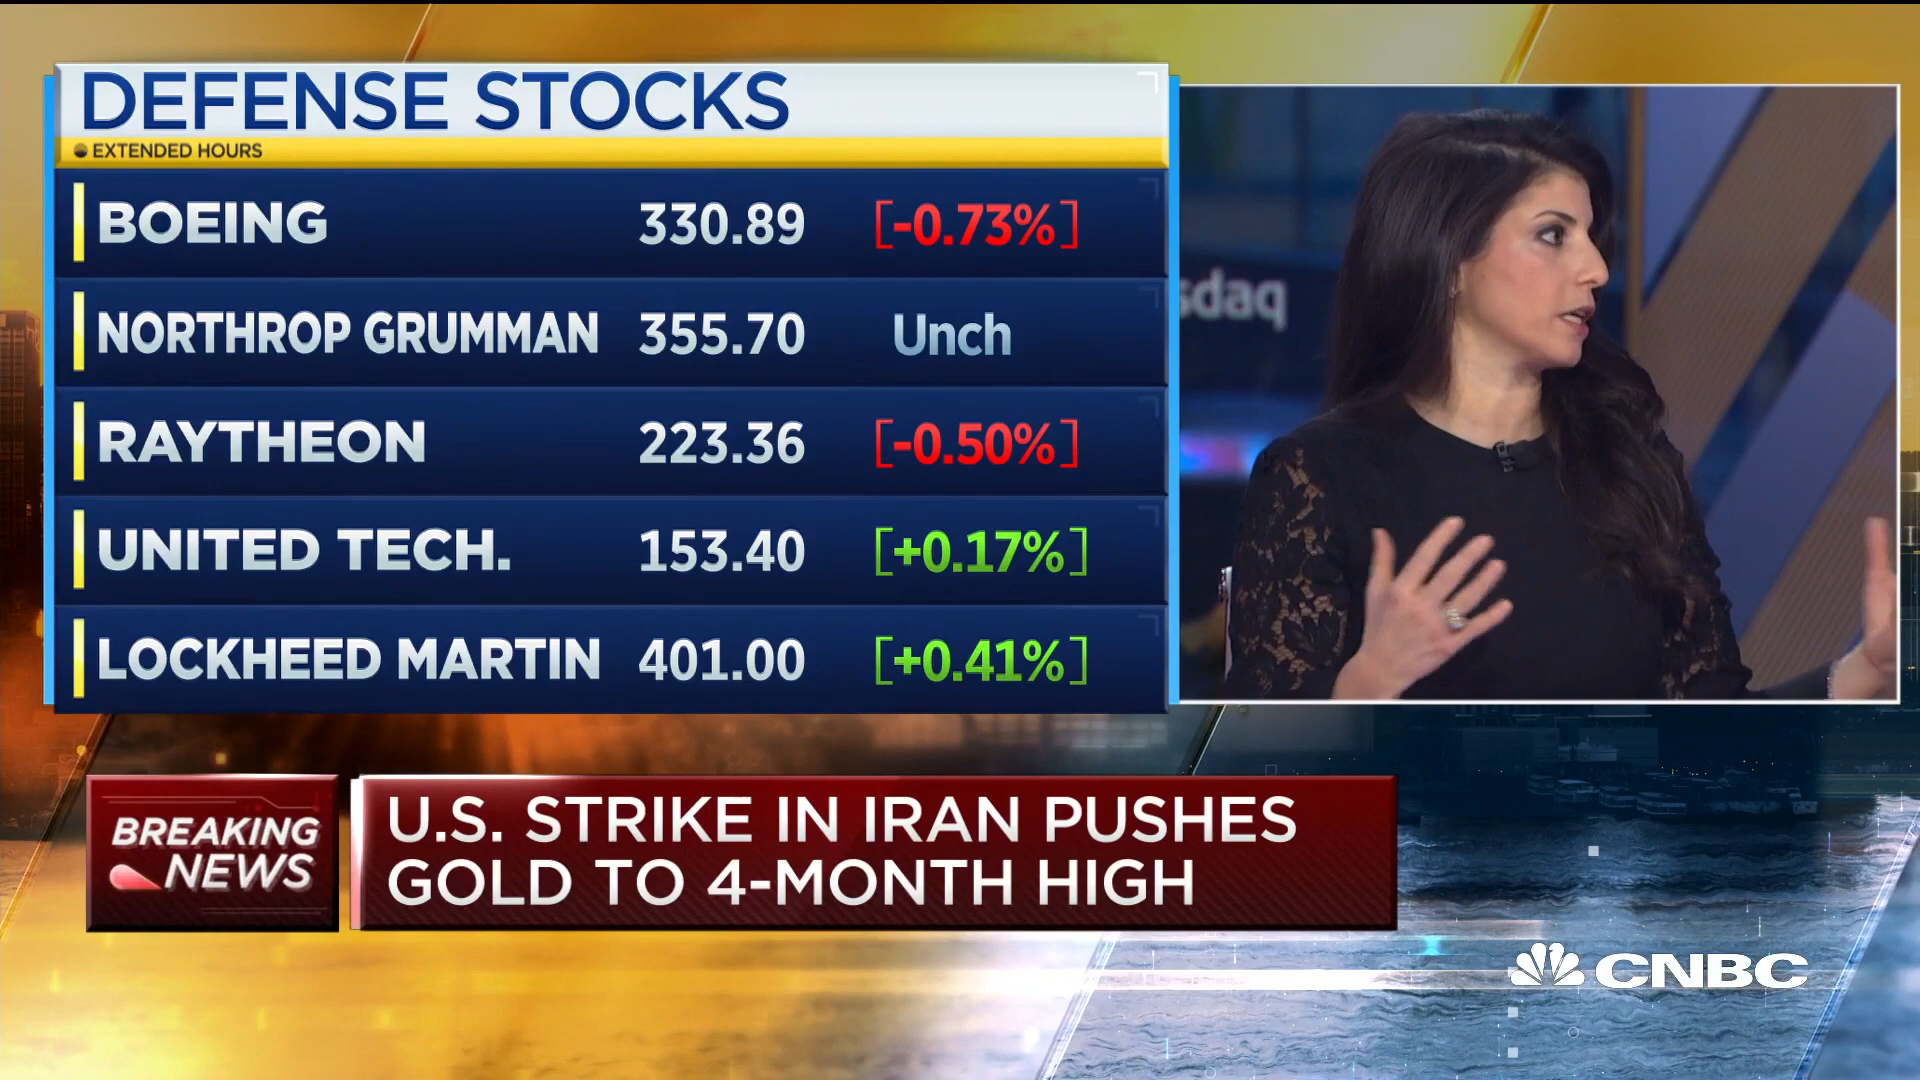 DEFENSE STOCKS
EXTENDED HOURS
BOEING 330.89 [-0.73%]
NORTHROP GRUMMAN 355.70 Unch
RAYTHEON 223.36 [-0.50%]
UNITED TECH. 153.40 [+0.17%]
LOCKHEED MARTIN 401.00 [+0.41%]
sdaq
BREAKING
NEWS
U.S. STRIKE IN IRAN PUSHES
GOLD TO 4-MONTH HIGH
CNBC